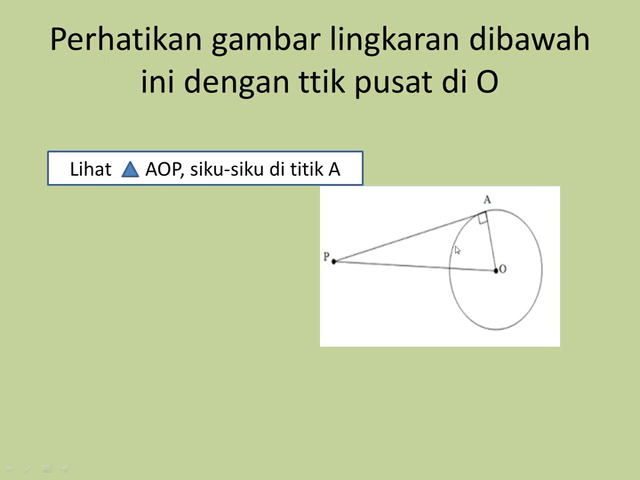 Perhatikan gambar lingkaran dibawah
ini dengan ttik pusat di O
Lihat AOP, siku-siku di titik A
A
P
O